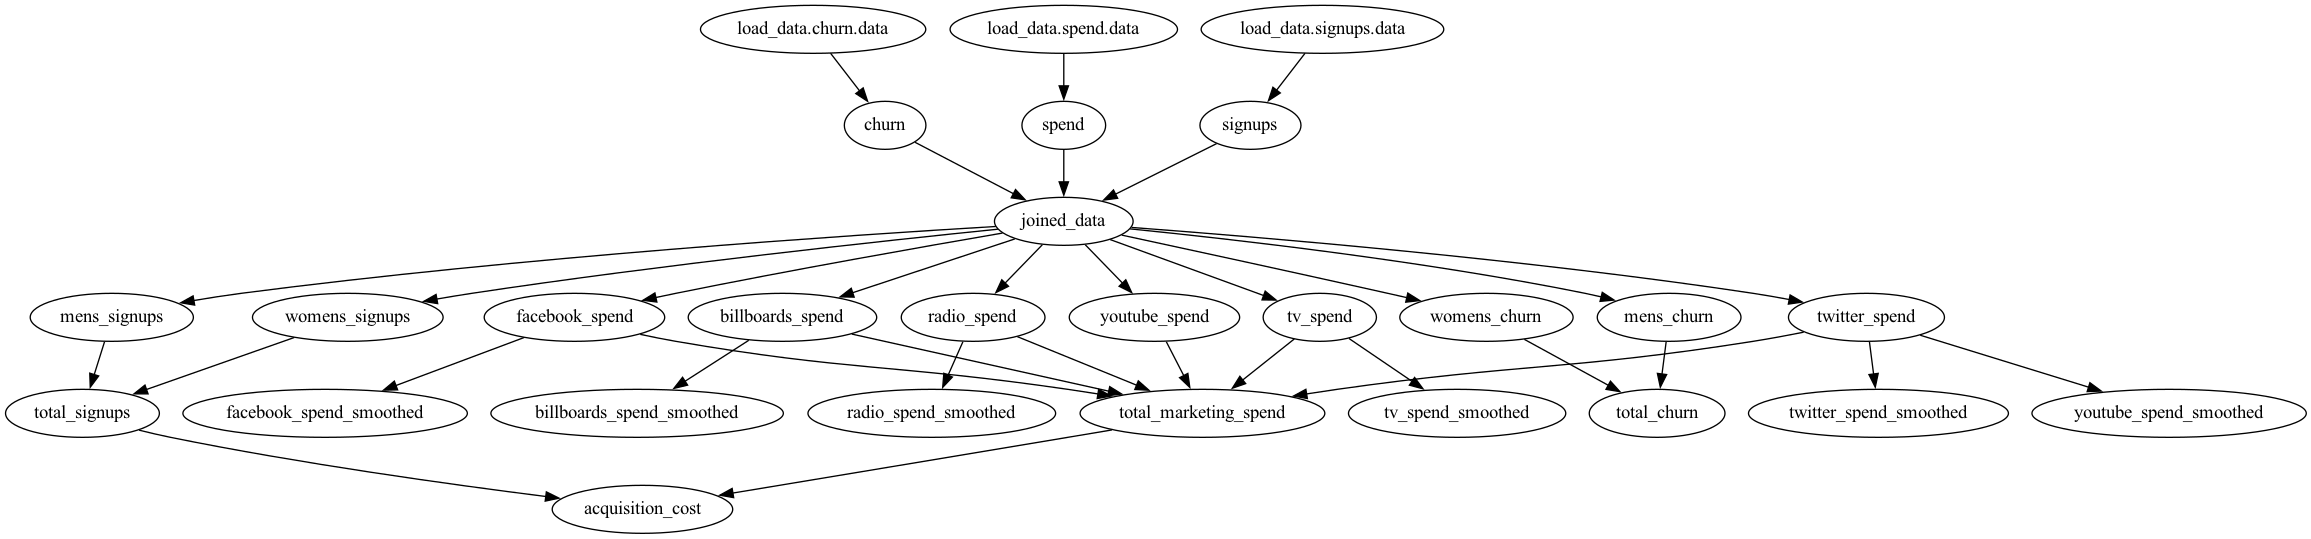 load_data.churn.data
load_data.spend.data
load_data.signups.data
churn
spend
signups
joined_data
mens_signups
womens_signups
facebook_spend
billboards_spend
radio_spend
youtube_spend
tv_spend
womens_churn
mens_churn
twitter_spend
total_signups
facebook_spend_smoothed
billboards_spend_smoothed
radio_spend_smoothed
total_marketing_spend
tv_spend_smoothed
total_churn
twitter_spend_smoothed
youtube_spend_smoothed
acquisition_cost